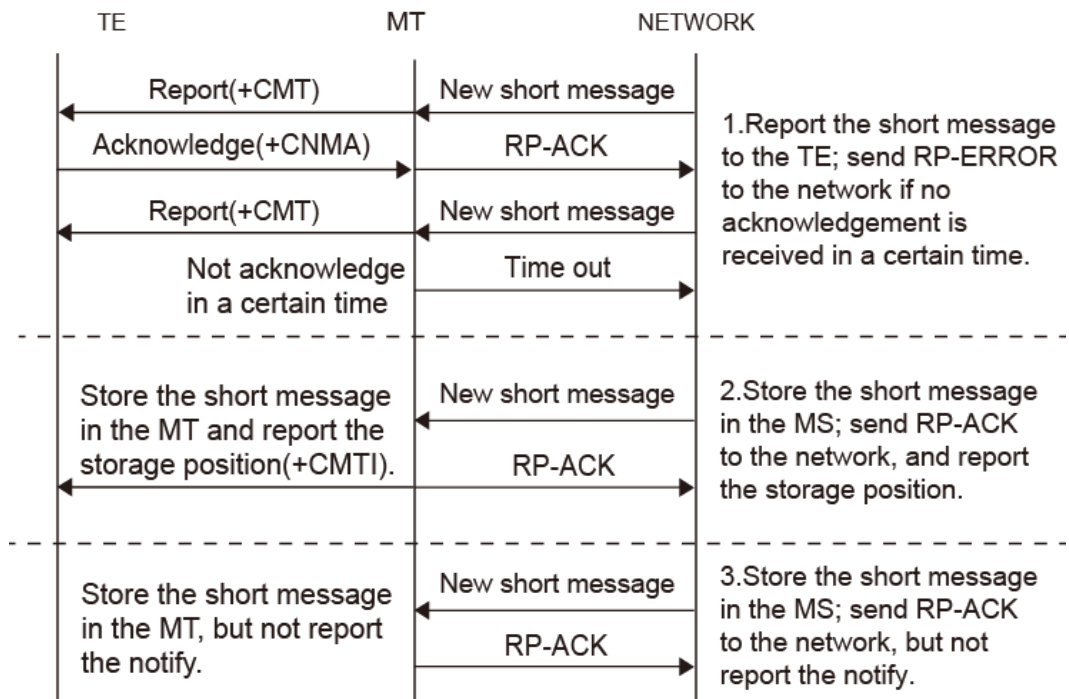 TE MT NETWORK
Report(+CMT) New short message
Acknowledge(+CNMA) RP-ACK
Report(+CMT) New short message
Not acknowledge
in a certain time
Time out
1.Report the short message
to the TE; send RP-ERROR
to the network if no
acknowledgement is
received in a certain time.
Store the short message
in the MT and report the
storage position(+CMTI).
New short message
RP-ACK
2.Store the short message
in the MS; send RP-ACK
to the network, and report
the storage position.
Store the short message
in the MT, but not report
the notify.
New short message
RP-ACK
3.Store the short message
in the MS; send RP-ACK
to the network, but not
report the notify.